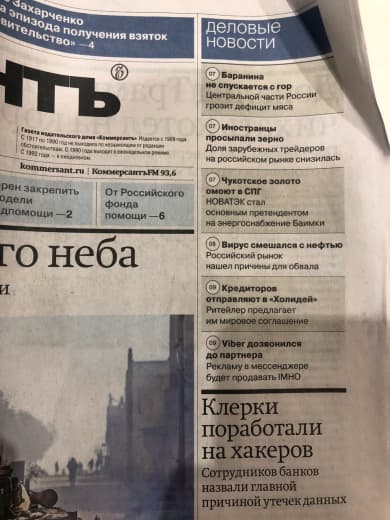 Захарченко
эпизода получения взяток
вительство» —4
ДЕЛОВЫЕ
НОВОСТИ
нтъ
Газета издательского дома «Коммерсантъ» Издается с 1909 года
С 1917 по 1990 год не выходила по независящим от редакции
обстоятельствам. С 1990 года выходит в еженедельном режиме.
С 1992 года — в ежедневном
kommersant.ru | КоммерсантъFM 93,6
рен закрепить
одели
дпомощи —2
От Российского
фонда
помощи —6
го неба
и
07 Баранина
не спускается с гор
Центральной части России
грозит дефицит мяса
07 Иностранцы
просыпали зерно
Доля зарубежных трейдеров
на российском рынке снизилась
07 Чукотское золото
омоют в СПГ
НОВАТЭК стал
основным претендентом
на энергоснабжение Баимки
08 Вирус смешался с нефтью
Российский рынок
нашел причины для обвала
09 Кредиторов
отправляют в «Холидей»
Ритейлер предлагает
им мировое соглашение
09 Viber дозвонился
до партнера
Рекламу в мессенджере
будет продавать IMHO
Клерки
поработали
на хакеров
Сотрудников банков
назвали главной
причиной утечек данных